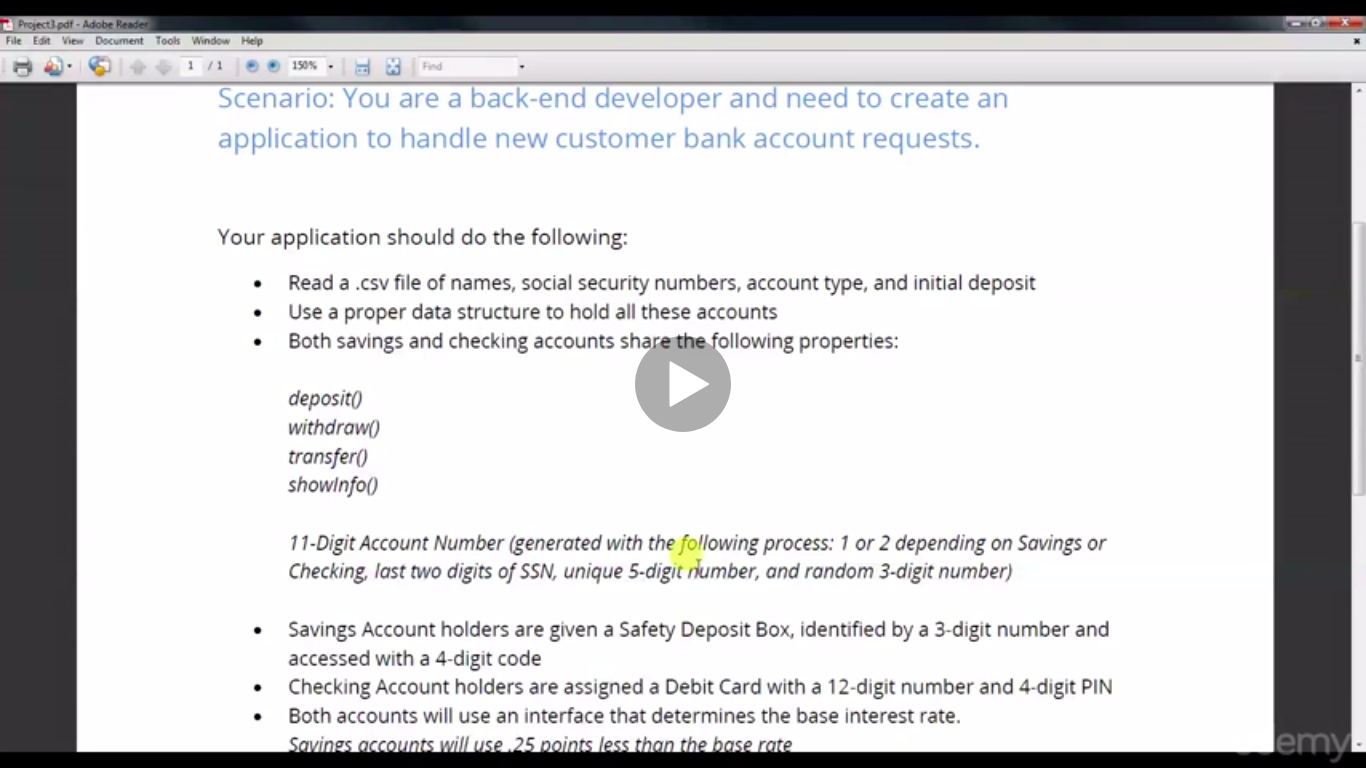 Project3.pdf - Adobe Reader
File Edit View Document Tools Window Help
1 / 1 150% Find
Scenario: You are a back-end developer and need to create an
application to handle new customer bank account requests.
Your application should do the following:
• Read a .csv file of names, social security numbers, account type, and initial deposit
• Use a proper data structure to hold all these accounts
• Both savings and checking accounts share the following properties:
deposit()
withdraw()
transfer()
showInfo()
11-Digit Account Number (generated with the following process: 1 or 2 depending on Savings or
Checking, last two digits of SSN, unique 5-digit number, and random 3-digit number)
• Savings Account holders are given a Safety Deposit Box, identified by a 3-digit number and
accessed with a 4-digit code
• Checking Account holders are assigned a Debit Card with a 12-digit number and 4-digit PIN
• Both accounts will use an interface that determines the base interest rate.
Savings accounts will use .25 points less than the base rate
udemy